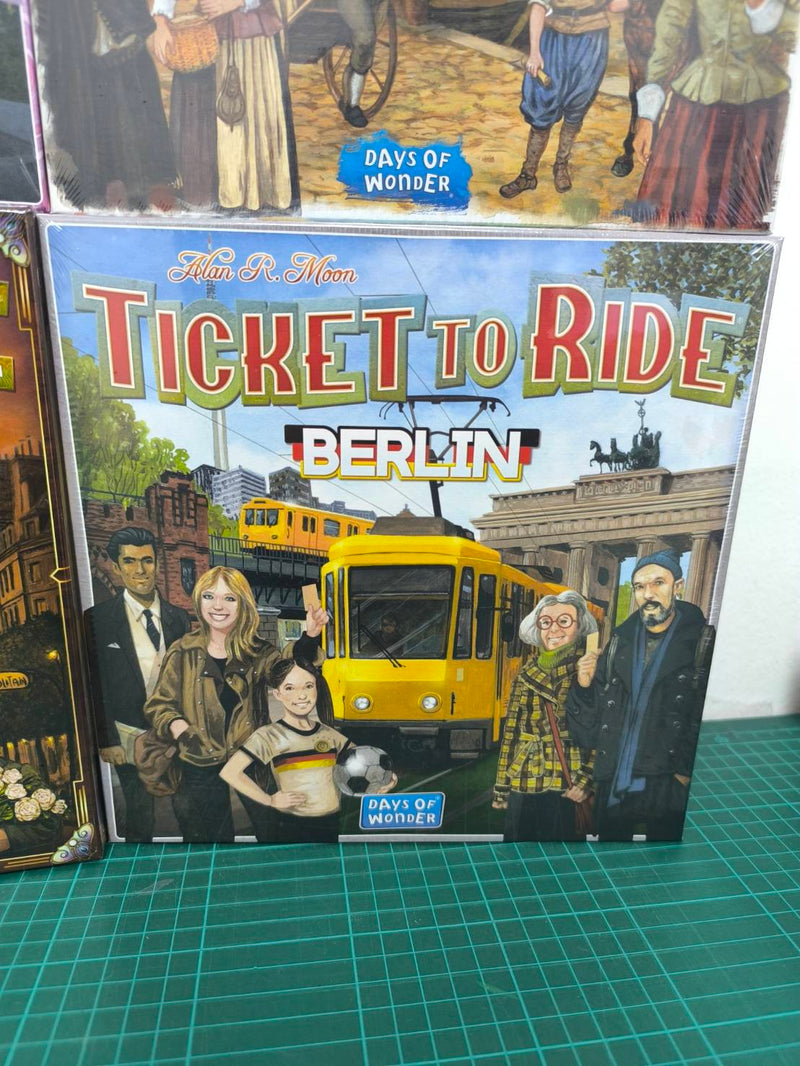 DAYS OF
WONDER
Alan R. Moon
TICKET TO RIDE
BERLIN
DAYS OF
WONDER